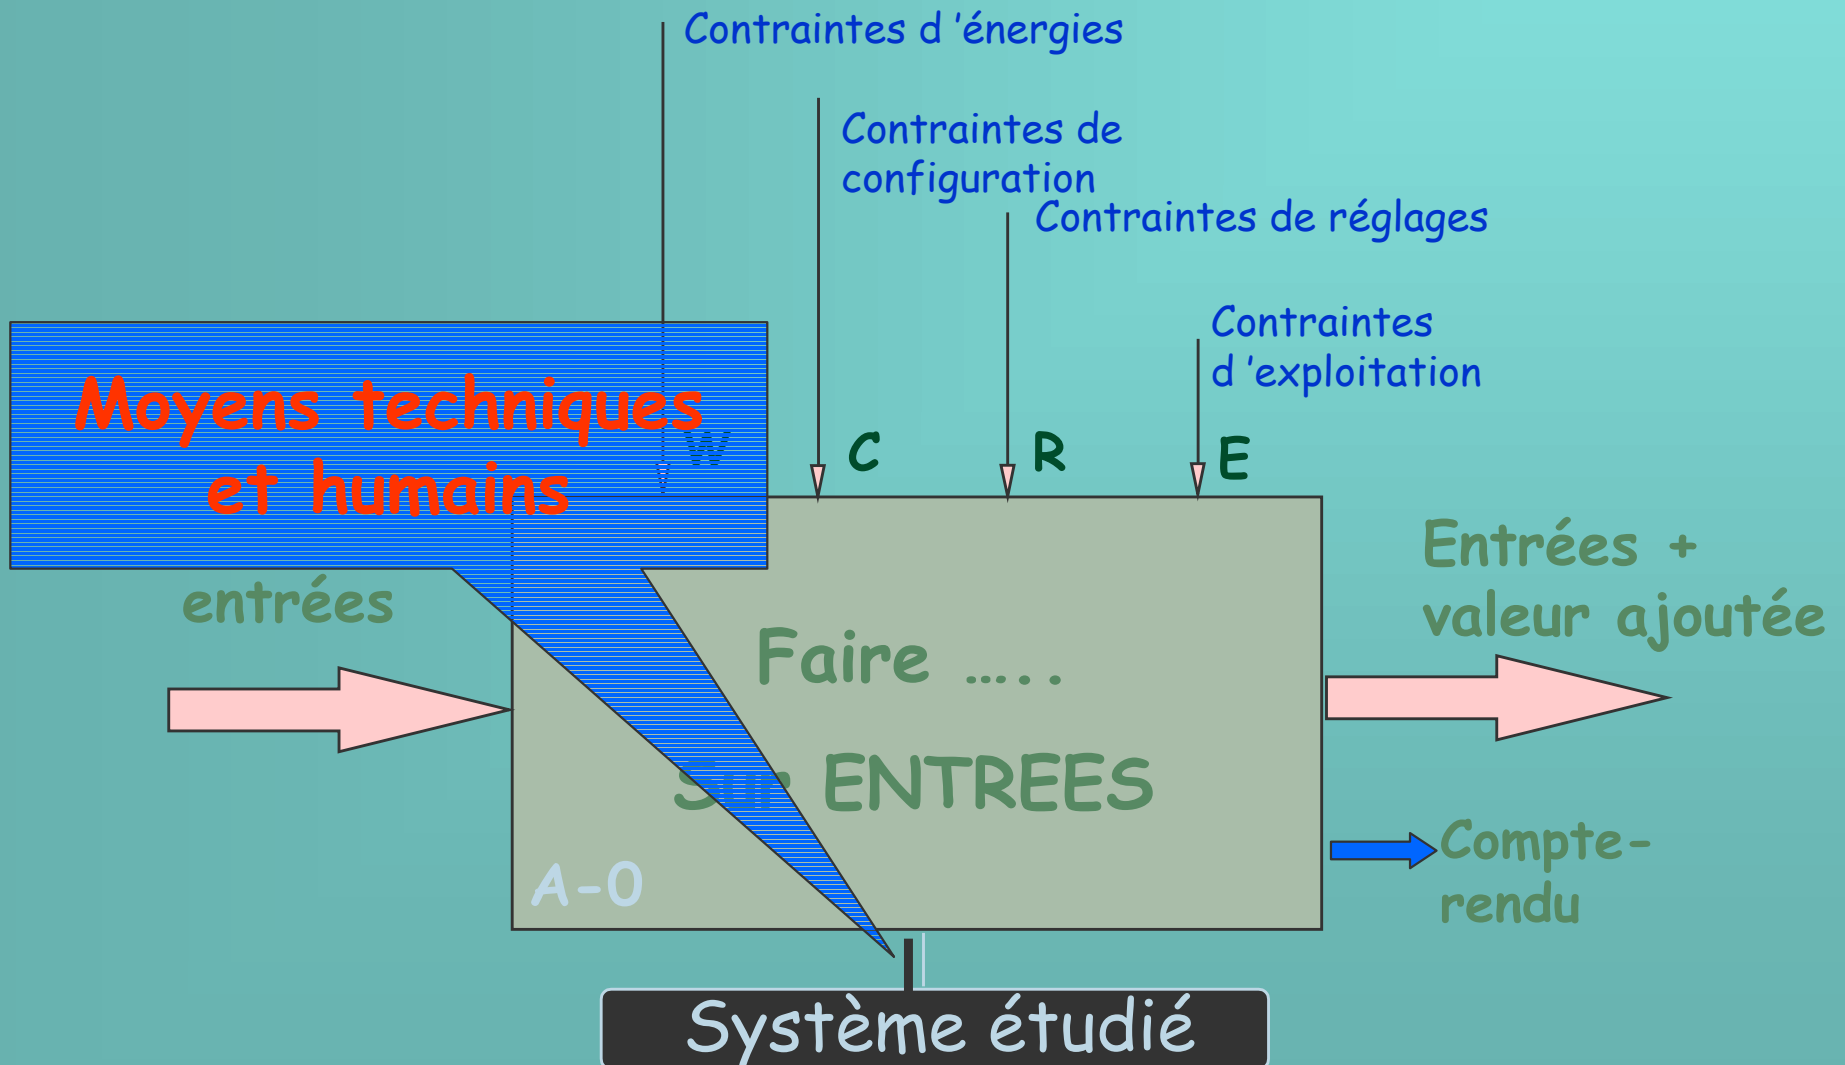 Contraintes d ’énergies
Contraintes de
configuration
Contraintes de réglages
Contraintes
d ’exploitation
Moyens techniques
et humains
W
C
R
E
entrées
Entrées +
valeur ajoutée
Faire …. . .
Sur ENTREES
A-0
Compte-
rendu
Système étudié